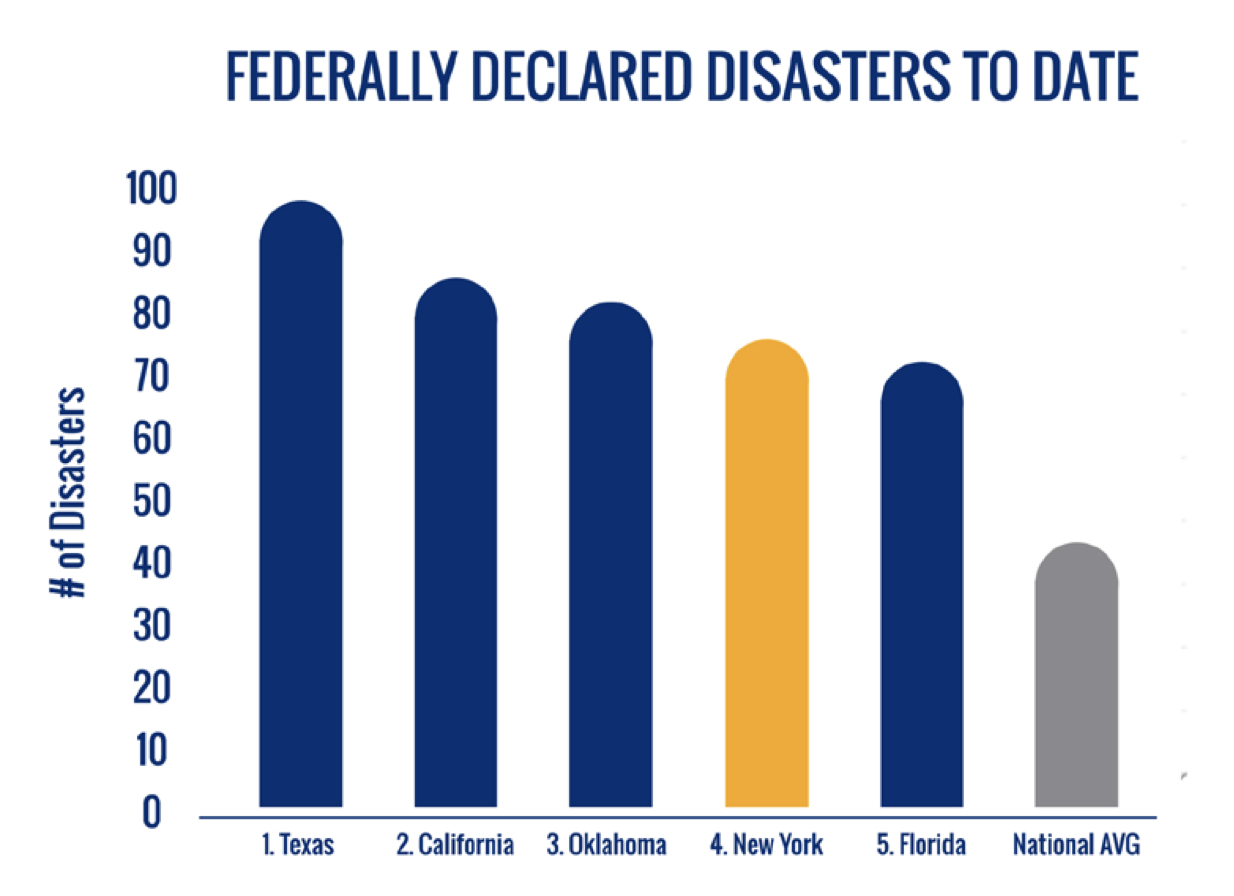 FEDERALLY DECLARED DISASTERS TO DATE
# of Disasters
100
90
80
70
60
50
40
30
20
10
0
1. Texas
2. California
3. Oklahoma
4. New York
5. Florida
National AVG